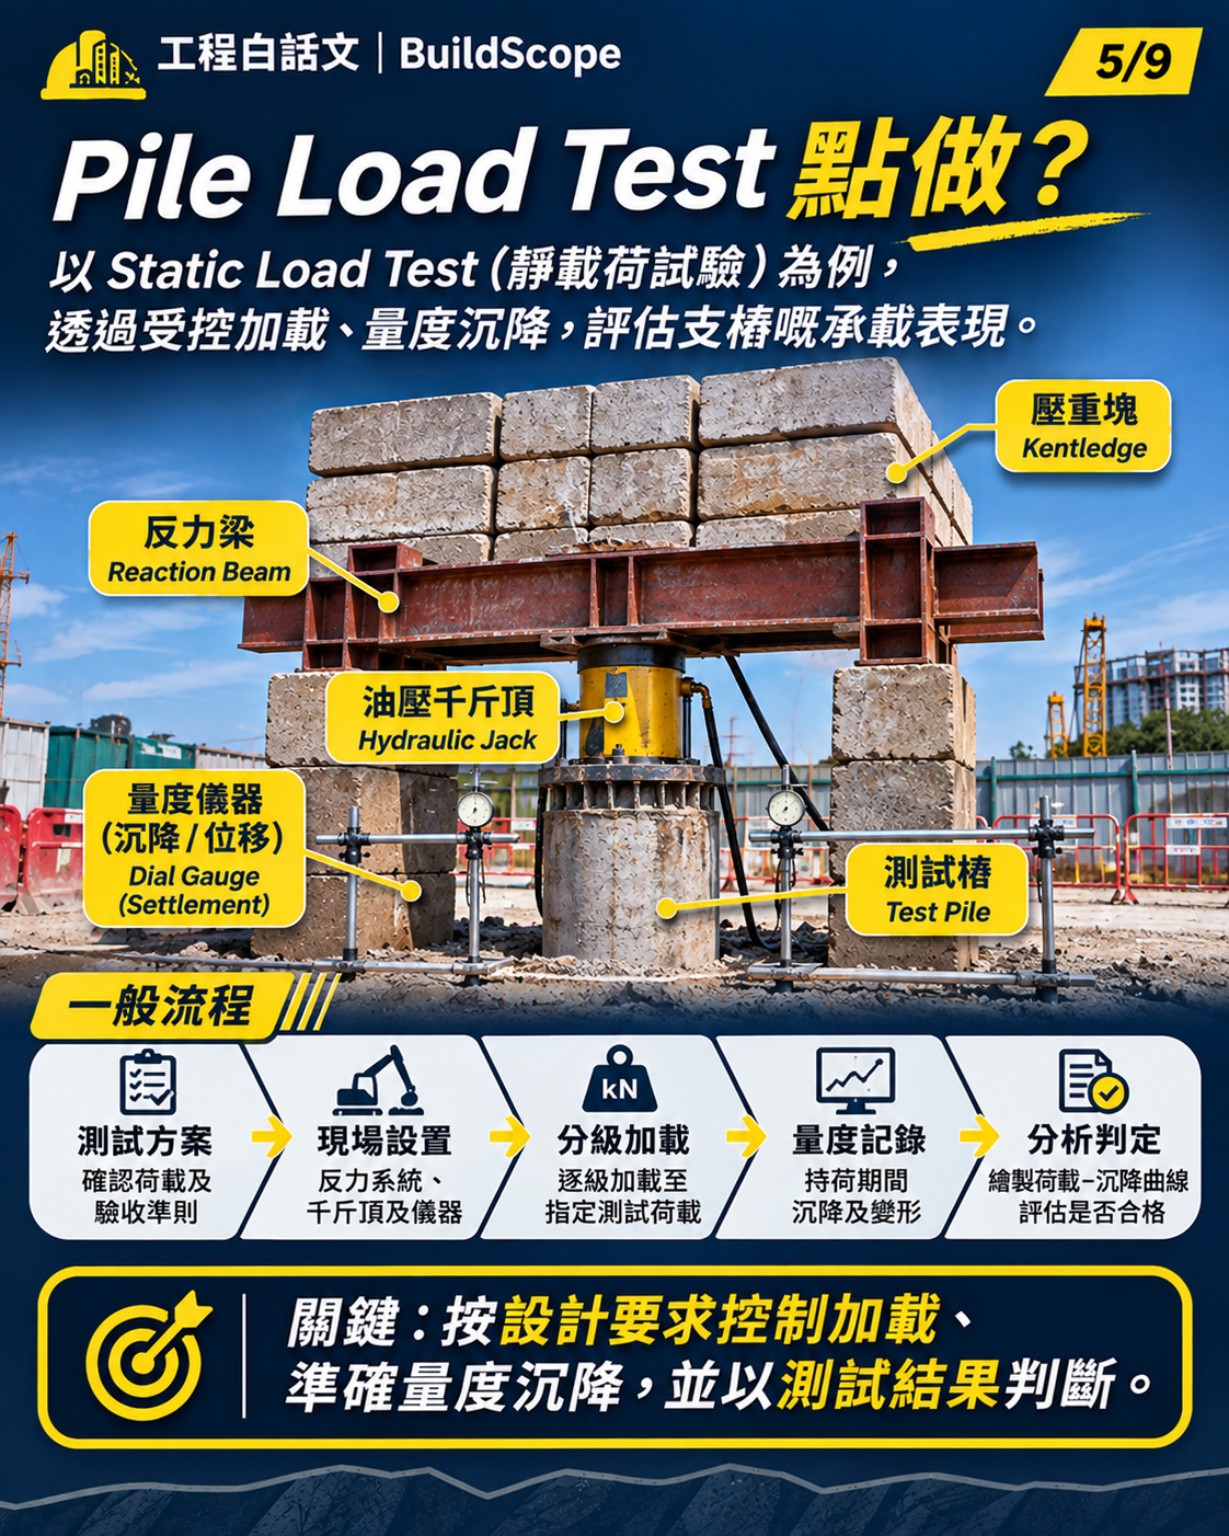 工程白話文｜BuildScope
5/9
Pile Load Test 點做？
以 Static Load Test（靜載荷試驗）為例，
透過受控加載、量度沉降，評估支樁嘅承載表現。
壓重塊
Kentledge
反力梁
Reaction Beam
油壓千斤頂
Hydraulic Jack
量度儀器
（沉降 / 位移）
Dial Gauge
(Settlement)
測試樁
Test Pile
一般流程
kN
測試方案
確認荷載及
驗收準則
現場設置
反力系統、
千斤頂及儀器
分級加載
逐級加載至
指定測試荷載
量度記錄
持荷期間
沉降及變形
分析判定
繪製荷載–沉降曲線
評估是否合格
關鍵：按設計要求控制加載、
準確量度沉降，並以測試結果判斷。